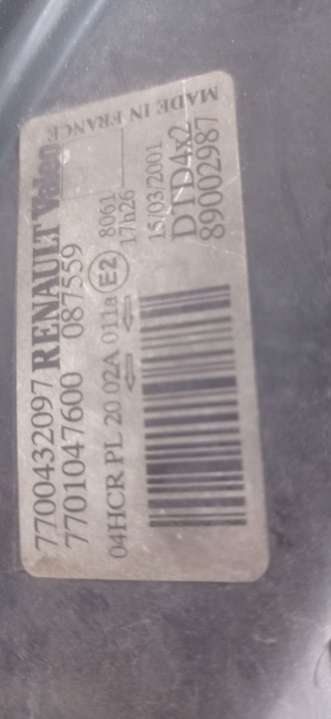 7700432097 RENAULT Valeo
7701047600 087559
04HCR PL 20 02A 011a E2 8061
17h26
15/03/2001
DTD4x2
89002987
MADE IN FRANCE